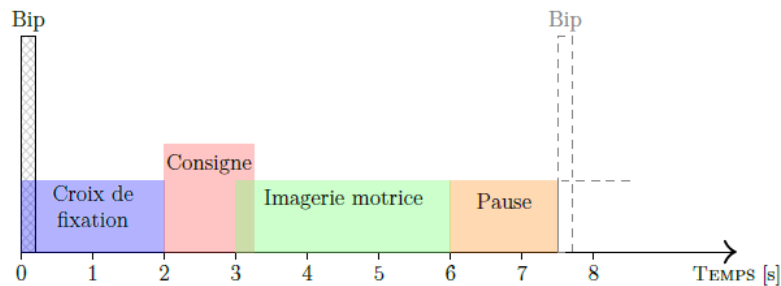 Bip
Bip
Consigne
Croix de
fixation
Imagerie motrice
Pause
0 1 2 3 4 5 6 7 8 TEMPS [s]